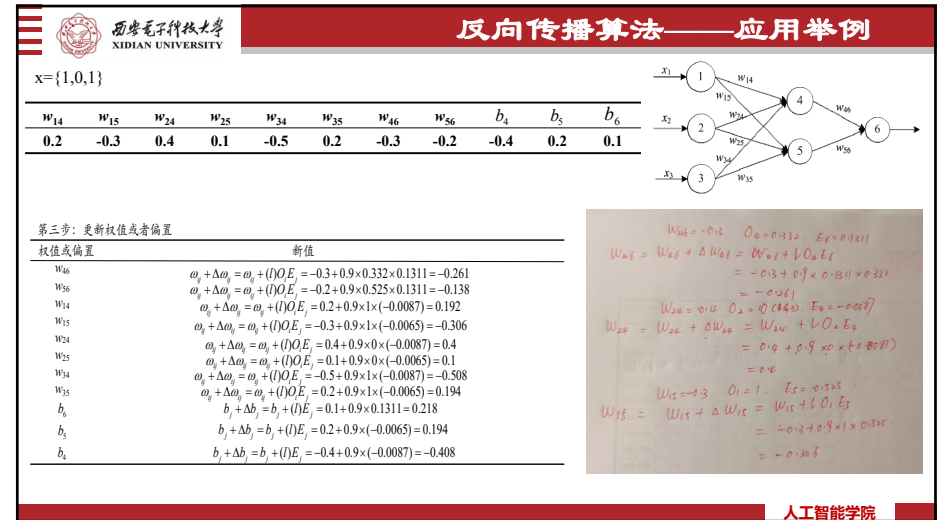 西安电子科技大学
XIDIAN UNIVERSITY
反向传播算法——应用举例
x={1,0,1}
w14 w15 w24 w25 w34 w35 w46 w56 b4 b5 b6
0.2 -0.3 0.4 0.1 -0.5 0.2 -0.3 -0.2 -0.4 0.2 0.1
x1 1 w14
w15 4 w46
x2 2 w24 6
w25 5 w56
w34
x3 3 w35
第三步：更新权值或者偏置
权值或偏置 新值
w46 ωij+Δωij=ωij+(l)OiEj=−0.3+0.9×0.332×0.1311=−0.261
w56 ωij+Δωij=ωij+(l)OiEj=−0.2+0.9×0.525×0.1311=−0.138
w14 ωij+Δωij=ωij+(l)OiEj=0.2+0.9×1×(−0.0087)=0.192
w15 ωij+Δωij=ωij+(l)OiEj=−0.3+0.9×1×(−0.0065)=−0.306
w24 ωij+Δωij=ωij+(l)OiEj=0.4+0.9×0×(−0.0087)=0.4
w25 ωij+Δωij=ωij+(l)OiEj=0.1+0.9×0×(−0.0065)=0.1
w34 ωij+Δωij=ωij+(l)OiEj=−0.5+0.9×1×(−0.0087)=−0.508
w35 ωij+Δωij=ωij+(l)OiEj=0.2+0.9×1×(−0.0065)=0.194
b6 bj+Δbj=bj+(l)Ej=0.1+0.9×0.1311=0.218
b5 bj+Δbj=bj+(l)Ej=0.2+0.9×(−0.0065)=0.194
b4 bj+Δbj=bj+(l)Ej=−0.4+0.9×(−0.0087)=−0.408
W46=-0.3 O4=0.332. E6=0.1311
W46 = W46 + ΔW46 = W46 + lO4E6
= -0.3+0.9×0.1311×0.332
= -0.261
W24=0.4 O2=0 E4=-0.0087
W24 = W24 + ΔW24 = W24 + lO2E4
= 0.4+0.9×0×(-0.0087)
= 0.4
W15=-0.3. O1=1. E5=0.525.
W15 = W15 + ΔW15 = W15 + lO1E5
= -0.3+0.9×1×0.525.
= -0.306
人工智能学院